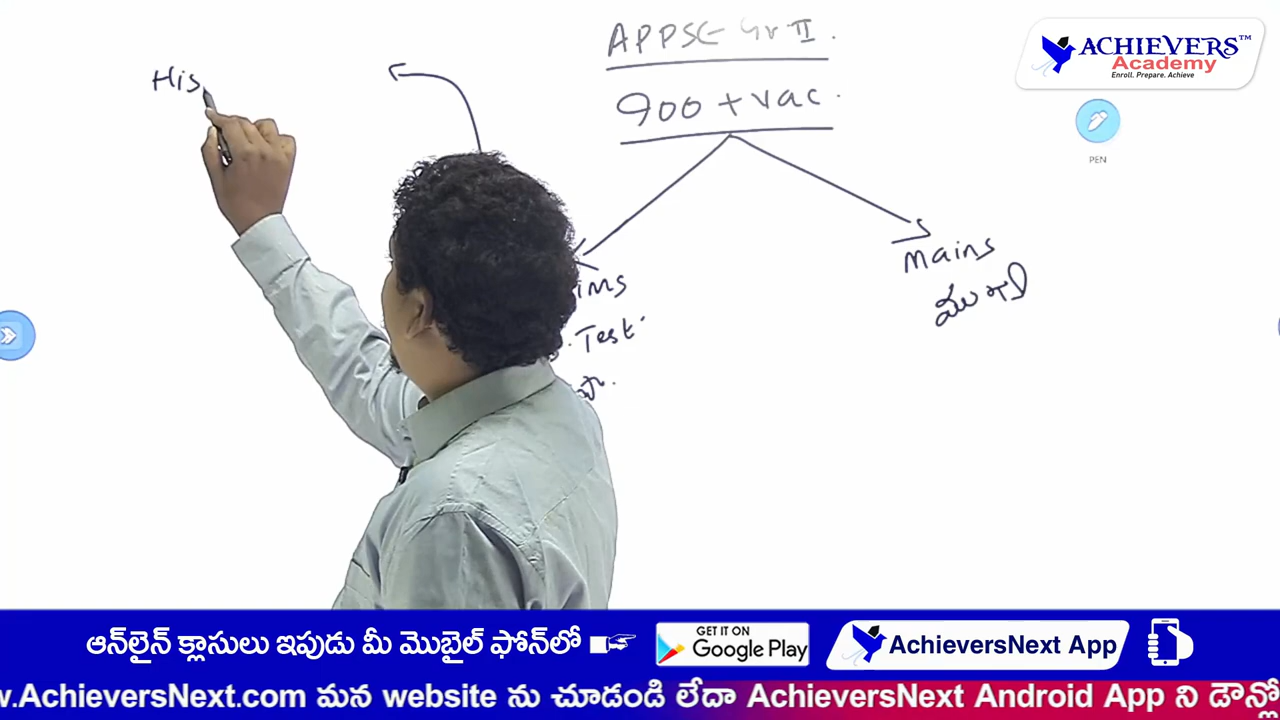 APPSC Gr II.
900 + vac.
His
ims
Test
Mains
ACHIEVERS™
Academy
Enroll. Prepare. Achieve
PEN
ఆన్‌లైన్ క్లాసులు ఇపుడు మీ మొబైల్ ఫోన్‌లో
GET IT ON
Google Play
AchieversNext App
w.AchieversNext.com మన website ను చూడండి లేదా AchieversNext Android App ని డౌన్లో